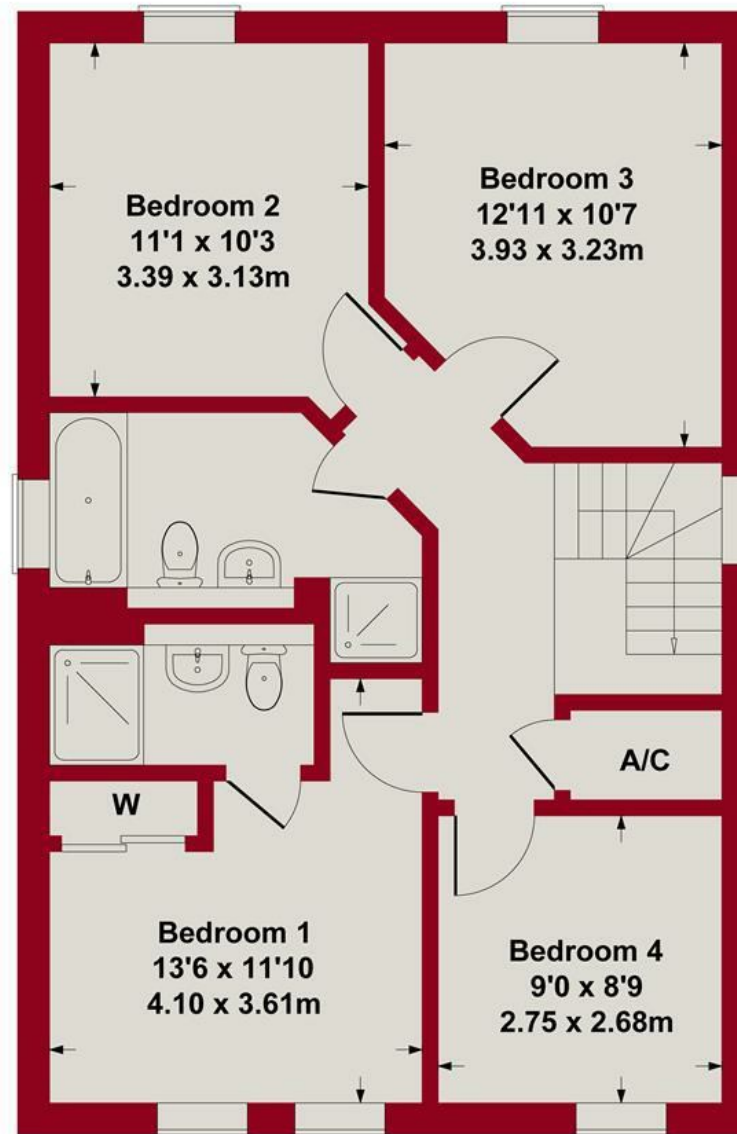 Bedroom 2
11'1 x 10'3
3.39 x 3.13m
Bedroom 3
12'11 x 10'7
3.93 x 3.23m
A/C
W
Bedroom 1
13'6 x 11'10
4.10 x 3.61m
Bedroom 4
9'0 x 8'9
2.75 x 2.68m